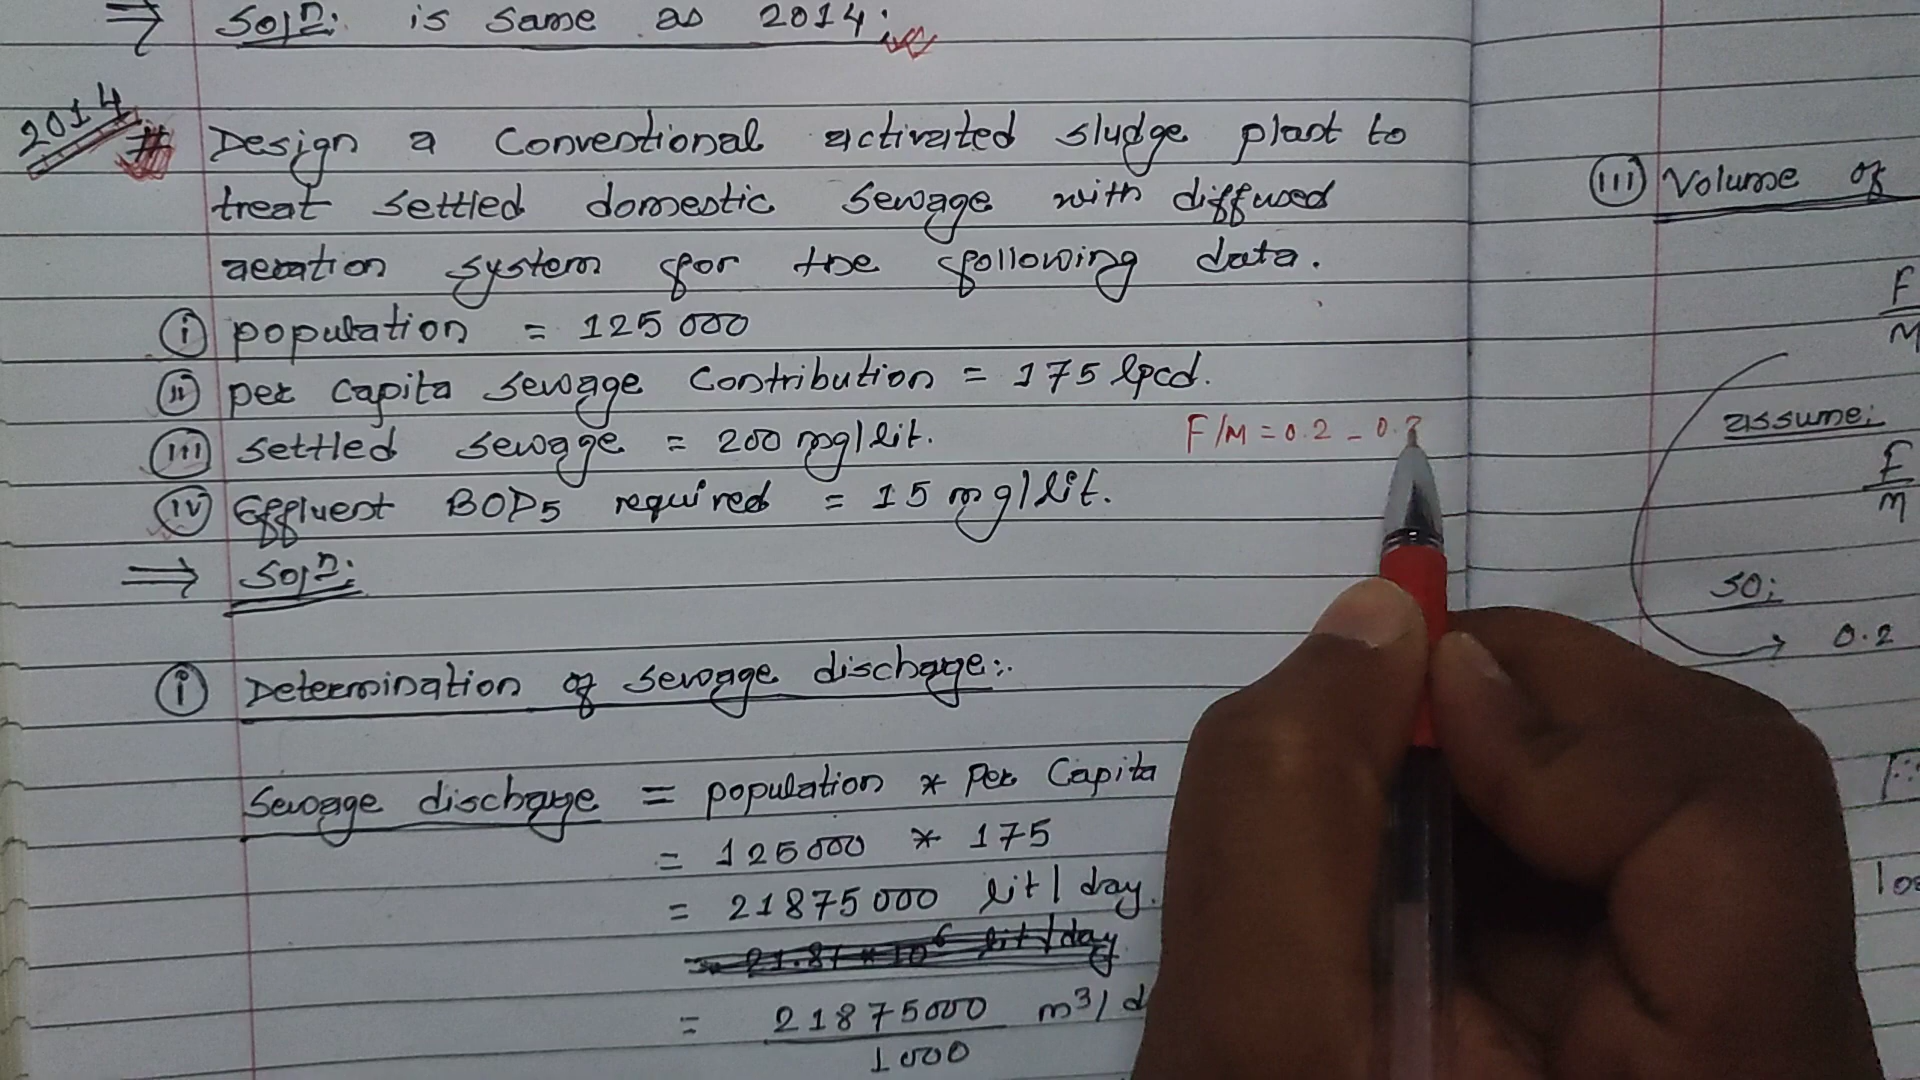 ⇒ Solⁿ: is same as 2014:
2014
# Design a conventional activated sludge plant to
treat settled domestic sewage with diffused
aeration system for the following data.
(i) population = 125000
(ii) per capita sewage contribution = 175 lpcd.
(iii) settled sewage = 200 mg/lit.
F/M = 0.2 -
(iv) Effluent BOD5 required = 15 mg/lit.
⇒ Solⁿ:
(i) Determination of sewage discharge:.
Sewage discharge = population * Per Capita
= 125000 * 175
= 21875000 lit/day.
= 21875000 m³/d
1000
(iii) Volume of
F
M
assume:
F
M
so:
0.2